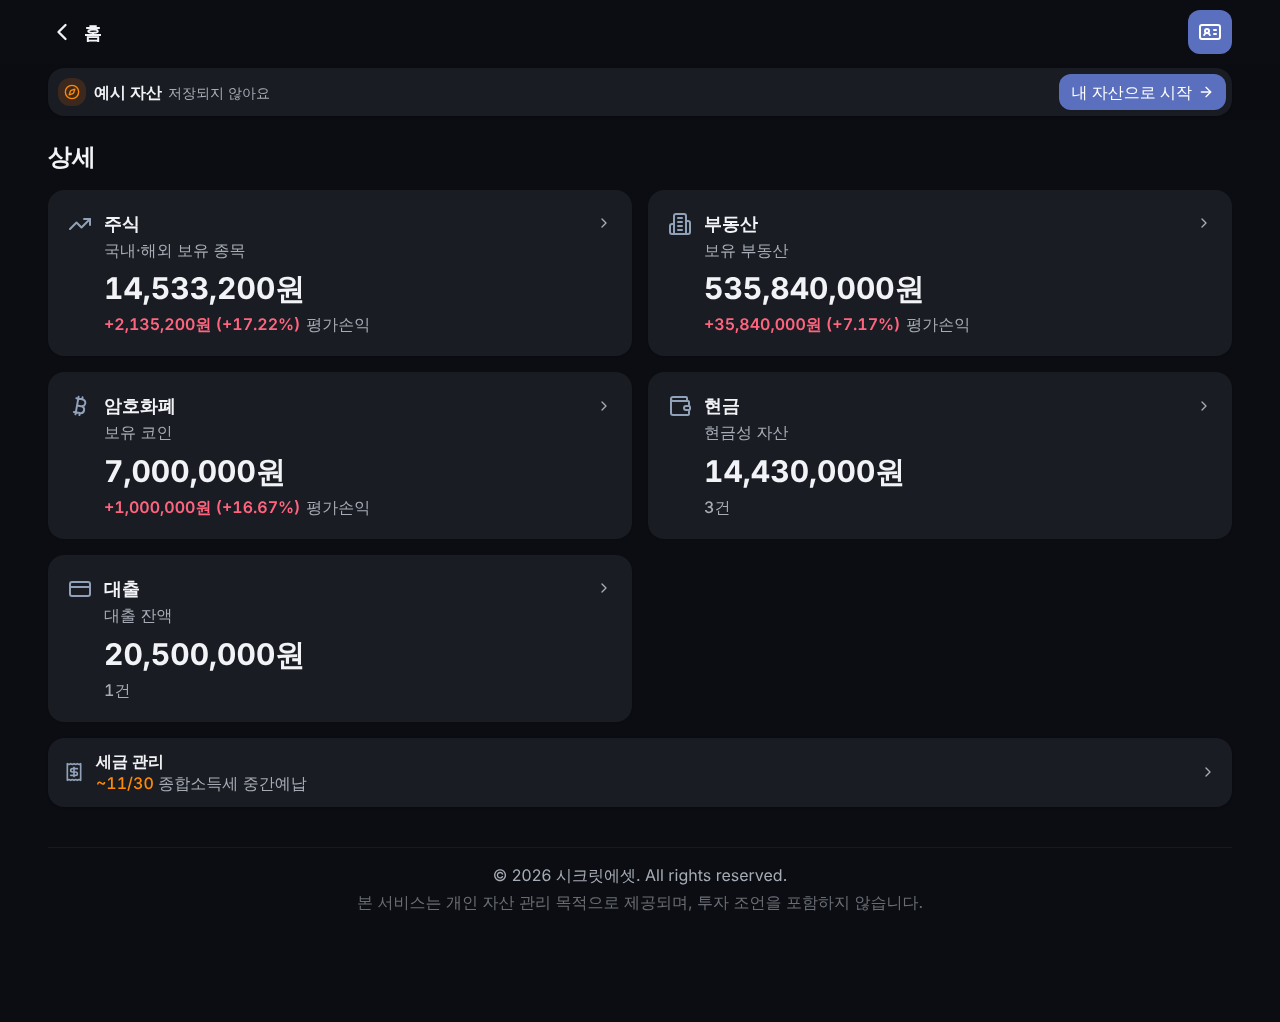 홈
예시 자산 저장되지 않아요
내 자산으로 시작 →
상세
주식
국내·해외 보유 종목
14,533,200원
+2,135,200원 (+17.22%) 평가손익
부동산
보유 부동산
535,840,000원
+35,840,000원 (+7.17%) 평가손익
암호화폐
보유 코인
7,000,000원
+1,000,000원 (+16.67%) 평가손익
현금
현금성 자산
14,430,000원
3건
대출
대출 잔액
20,500,000원
1건
세금 관리
~11/30 종합소득세 중간예납
© 2026 시크릿에셋. All rights reserved.
본 서비스는 개인 자산 관리 목적으로 제공되며, 투자 조언을 포함하지 않습니다.